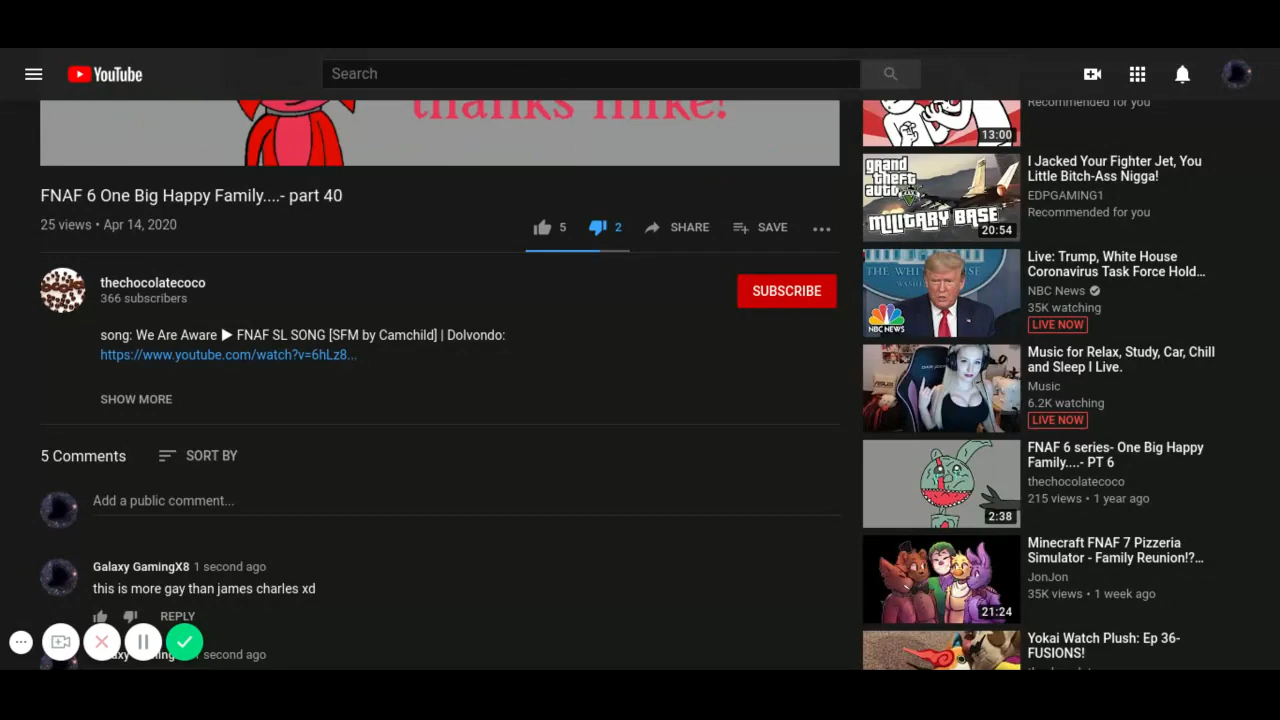 YouTube
Search
thanks mike!
FNAF 6 One Big Happy Family....- part 40
25 views • Apr 14, 2020
5
2
SHARE
SAVE
thechocolatecoco
366 subscribers
SUBSCRIBE
song: We Are Aware ▶ FNAF SL SONG [SFM by Camchild] | Dolvondo:
https://www.youtube.com/watch?v=6hLz8...
SHOW MORE
5 Comments
SORT BY
Add a public comment...
Galaxy GamingX8 1 second ago
this is more gay than james charles xd
REPLY
second ago
Recommended for you
13:00
I Jacked Your Fighter Jet, You
Little Bitch-Ass Nigga!
EDPGAMING1
Recommended for you
grand
theft
auto
MILITARY BASE
20:54
Live: Trump, White House
Coronavirus Task Force Hold...
NBC News
35K watching
LIVE NOW
THE WHITE HOUSE
NBC NEWS
Music for Relax, Study, Car, Chill
and Sleep I Live.
Music
6.2K watching
LIVE NOW
FNAF 6 series- One Big Happy
Family....- PT 6
thechocolatecoco
215 views • 1 year ago
2:38
Minecraft FNAF 7 Pizzeria
Simulator - Family Reunion!?...
JonJon
35K views • 1 week ago
21:24
Yokai Watch Plush: Ep 36-
FUSIONS!